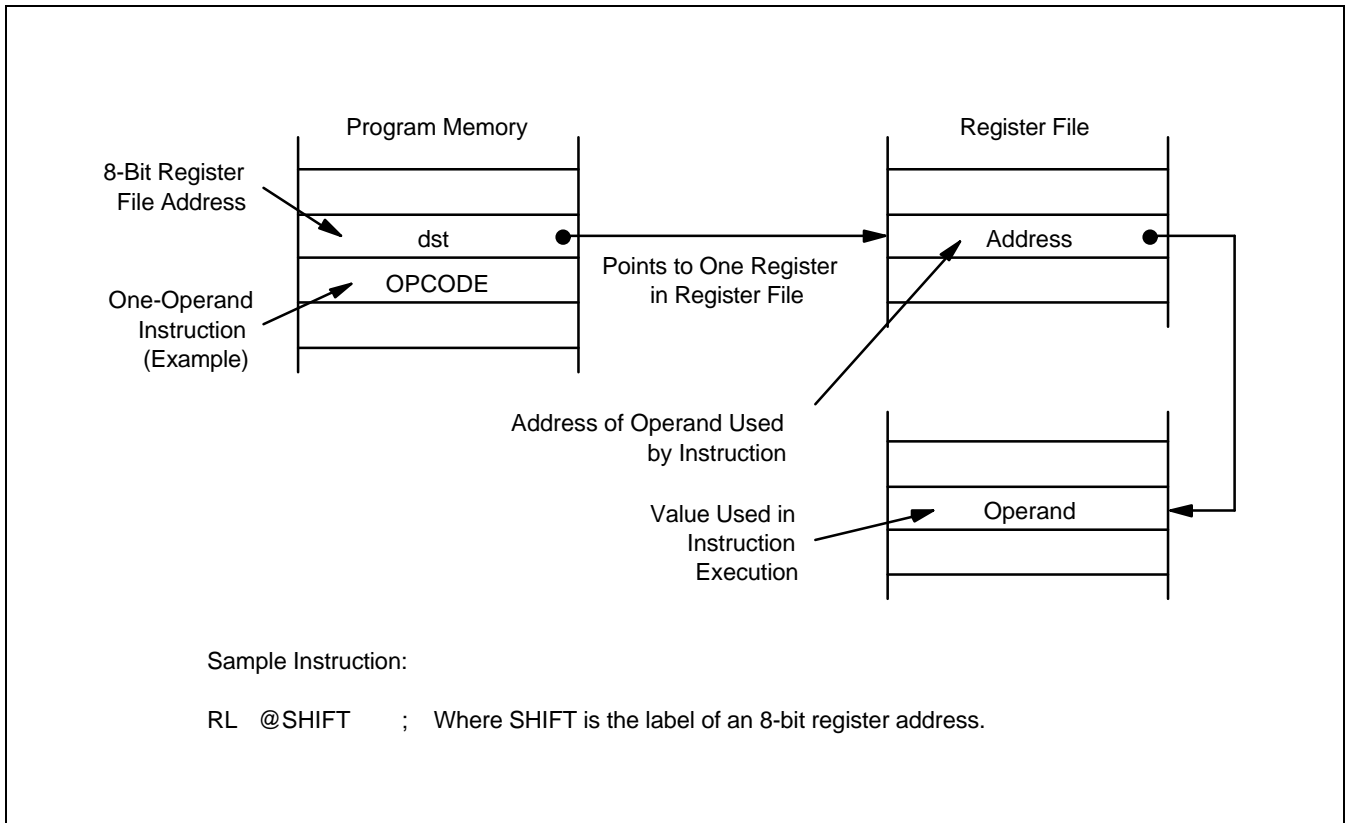 Program Memory
Register File
8-Bit Register
File Address
dst
Address
OPCODE
Points to One Register
in Register File
One-Operand
Instruction
(Example)
Address of Operand Used
by Instruction
Value Used in
Instruction
Execution
Operand
Sample Instruction:
RL @SHIFT ; Where SHIFT is the label of an 8-bit register address.